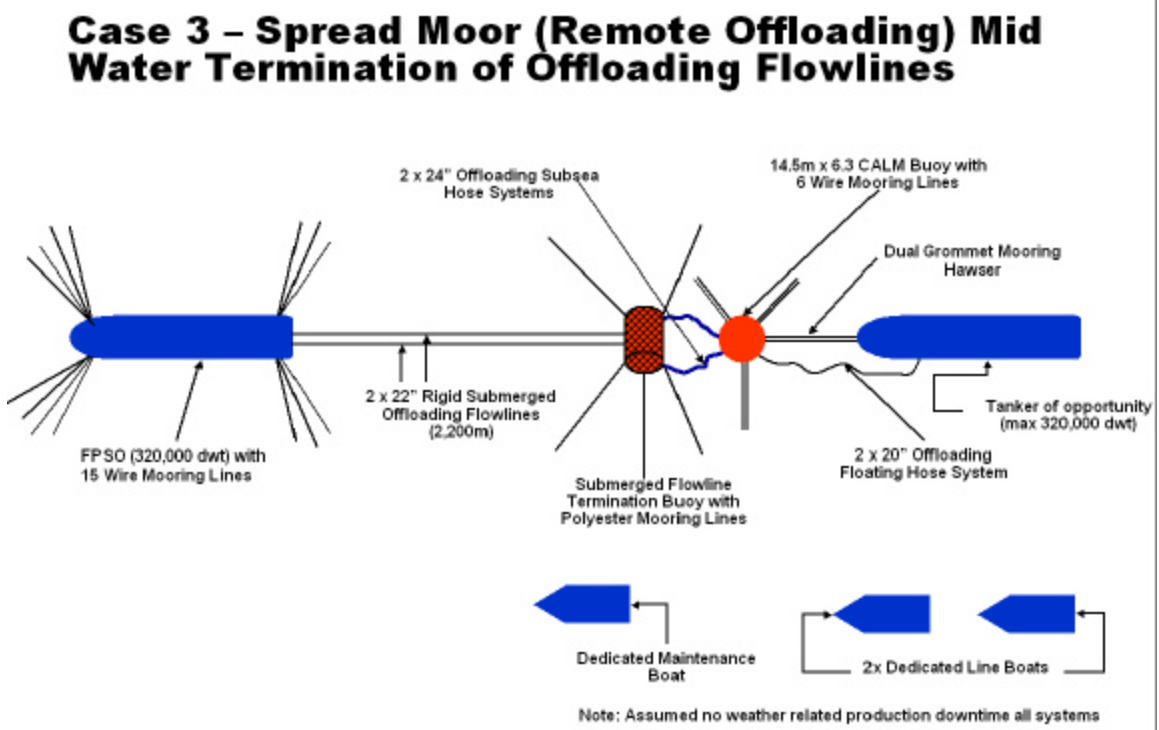 Case 3 – Spread Moor (Remote Offloading) Mid
Water Termination of Offloading Flowlines
2 x 24" Offloading Subsea
Hose Systems
14.5m x 6.3 CALM Buoy with
6 Wire Mooring Lines
Dual Grommet Mooring
Hawser
2 x 22" Rigid Submerged
Offloading Flowlines
(2,200m)
Tanker of opportunity
(max 320,000 dwt)
FPSO (320,000 dwt) with
15 Wire Mooring Lines
2 x 20" Offloading
Floating Hose System
Submerged Flowline
Termination Buoy with
Polyester Mooring Lines
Dedicated Maintenance
Boat
2x Dedicated Line Boats
Note: Assumed no weather related production downtime all systems